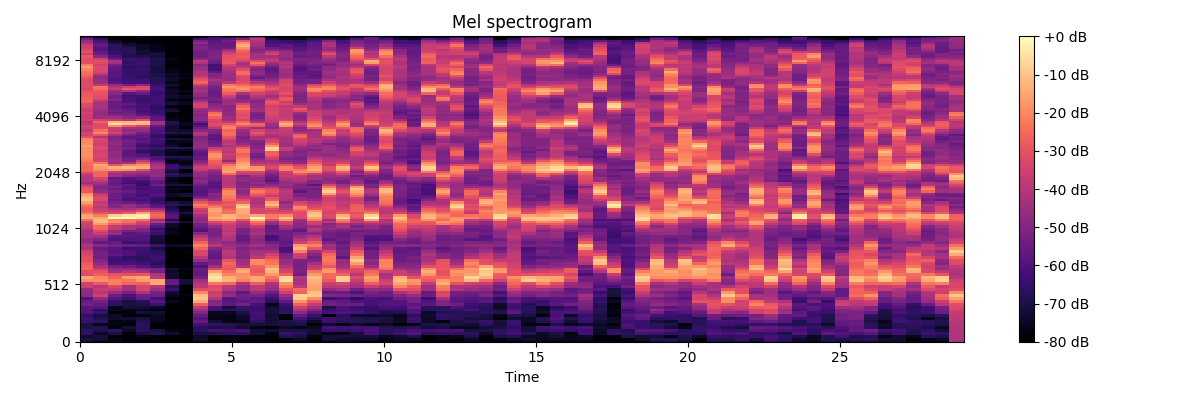 Mel spectrogram
Hz
8192
4096
2048
1024
512
0
0 5 10 15 20 25
Time
+0 dB
-10 dB
-20 dB
-30 dB
-40 dB
-50 dB
-60 dB
-70 dB
-80 dB